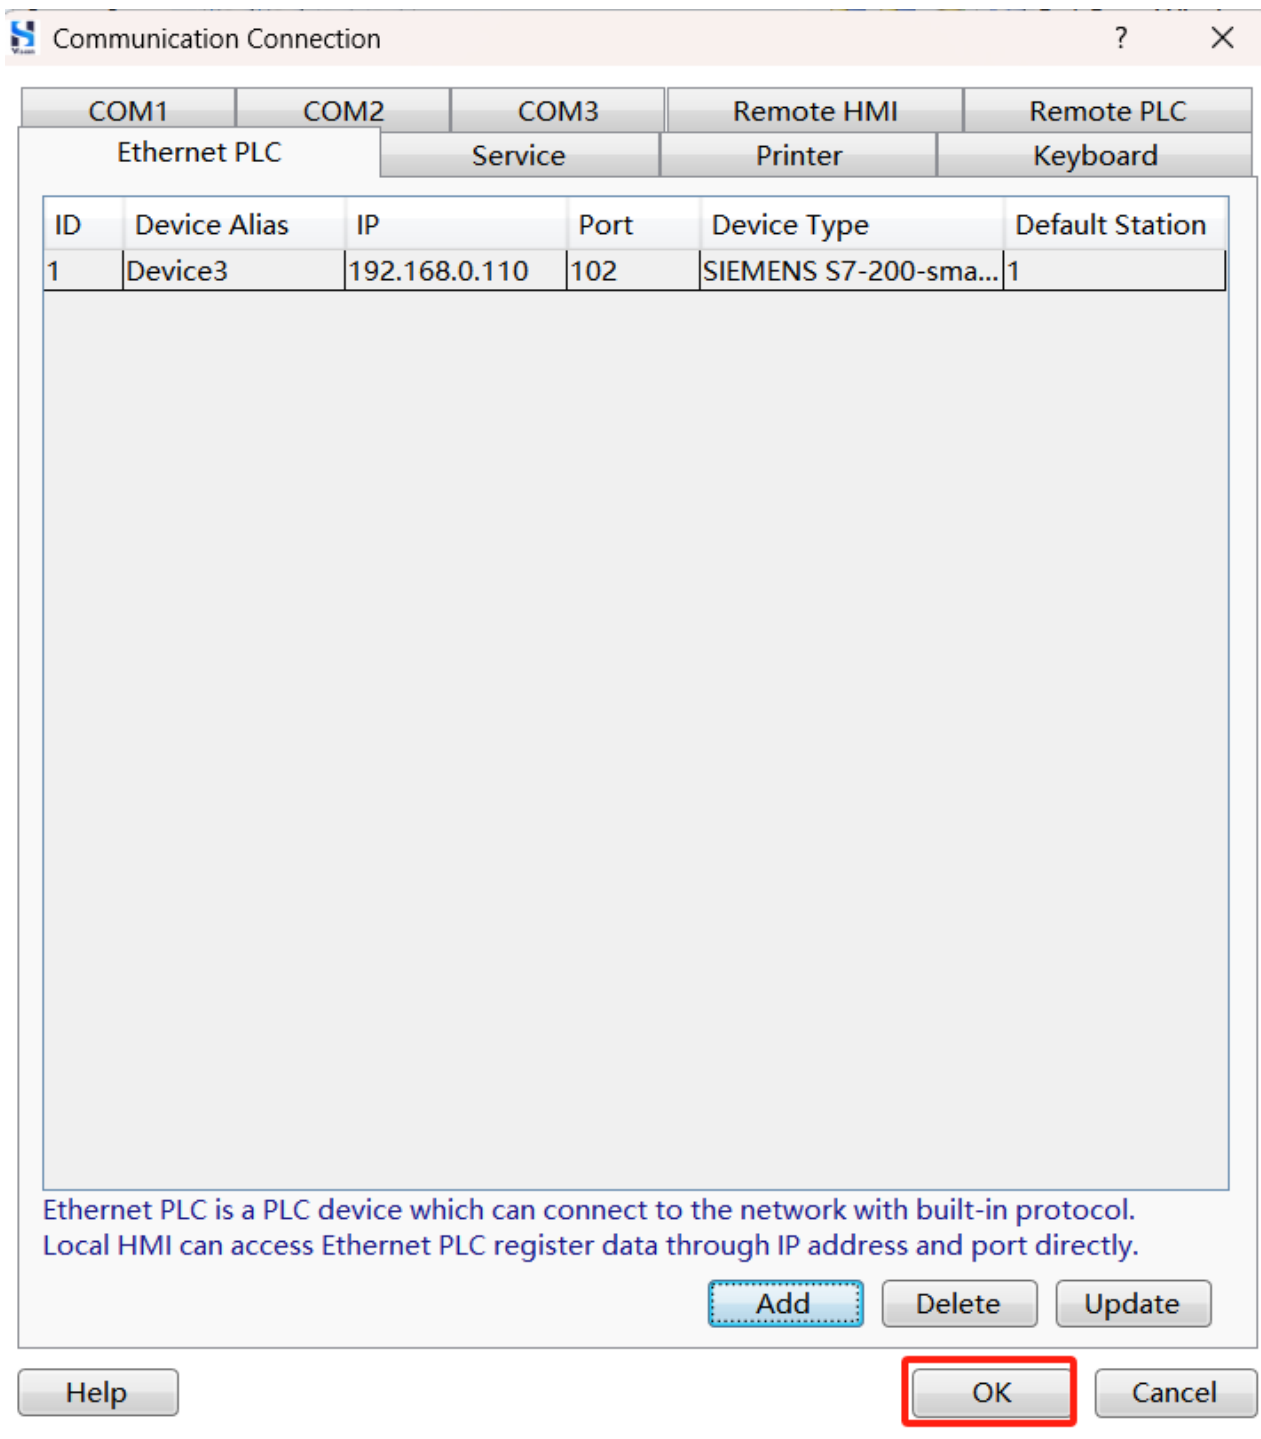 Communication Connection ?
COM1 COM2 COM3 Remote HMI Remote PLC
Ethernet PLC Service Printer Keyboard
ID Device Alias IP Port Device Type Default Station
1 Device3 192.168.0.110 102 SIEMENS S7-200-sma... 1
Ethernet PLC is a PLC device which can connect to the network with built-in protocol.
Local HMI can access Ethernet PLC register data through IP address and port directly.
Add Delete Update
Help OK Cancel